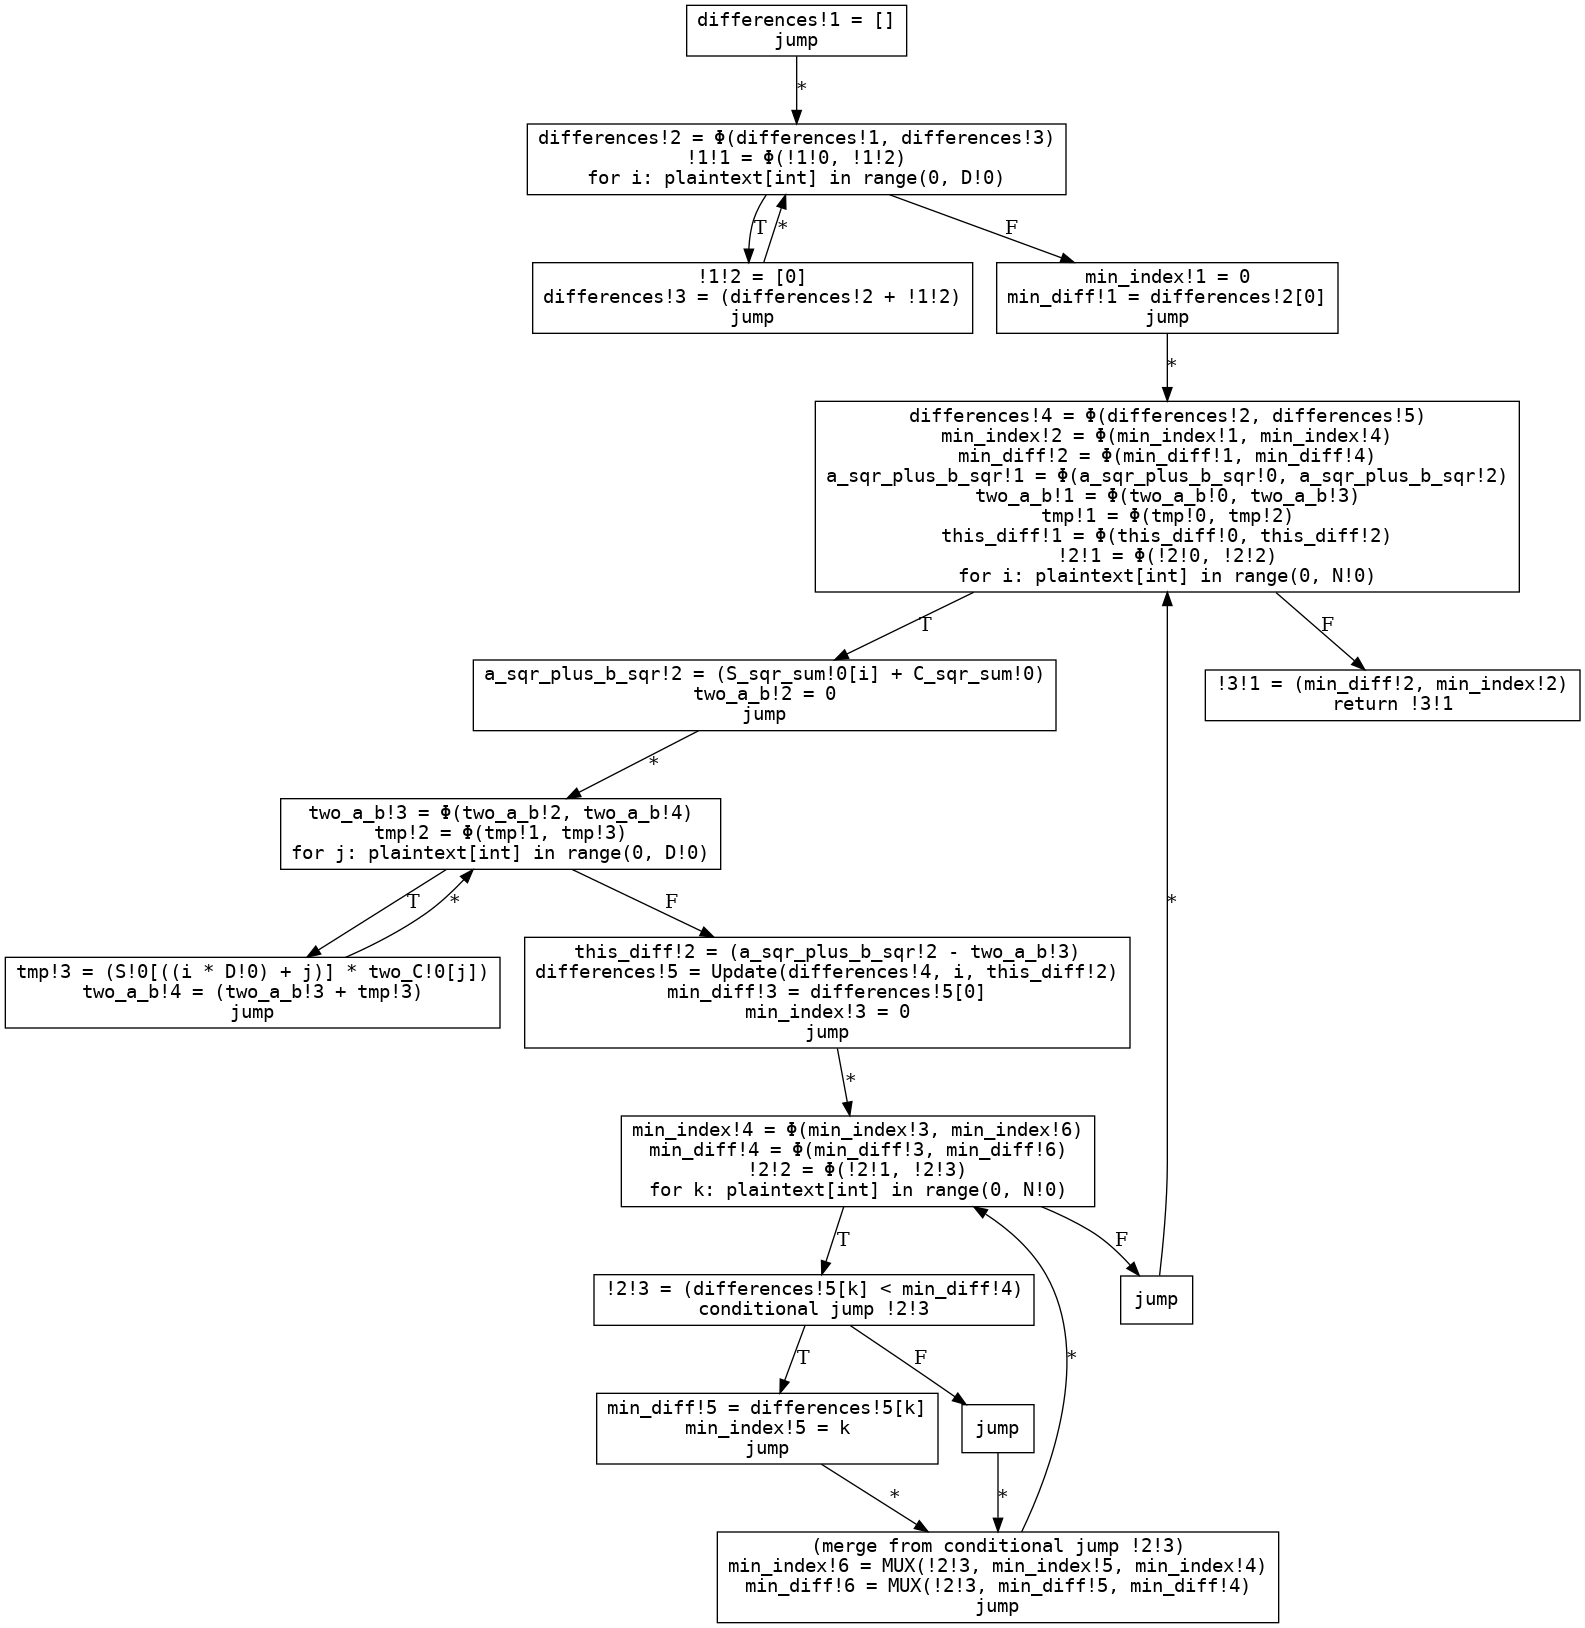 differences!1 = []
jump
*
differences!2 = Φ(differences!1, differences!3)
!1!1 = Φ(!1!0, !1!2)
for i: plaintext[int] in range(0, D!0)
T
*
F
!1!2 = [0]
differences!3 = (differences!2 + !1!2)
jump
min_index!1 = 0
min_diff!1 = differences!2[0]
jump
*
differences!4 = Φ(differences!2, differences!5)
min_index!2 = Φ(min_index!1, min_index!4)
min_diff!2 = Φ(min_diff!1, min_diff!4)
a_sqr_plus_b_sqr!1 = Φ(a_sqr_plus_b_sqr!0, a_sqr_plus_b_sqr!2)
two_a_b!1 = Φ(two_a_b!0, two_a_b!3)
tmp!1 = Φ(tmp!0, tmp!2)
this_diff!1 = Φ(this_diff!0, this_diff!2)
!2!1 = Φ(!2!0, !2!2)
for i: plaintext[int] in range(0, N!0)
T
F
a_sqr_plus_b_sqr!2 = (S_sqr_sum!0[i] + C_sqr_sum!0)
two_a_b!2 = 0
jump
!3!1 = (min_diff!2, min_index!2)
return !3!1
*
two_a_b!3 = Φ(two_a_b!2, two_a_b!4)
tmp!2 = Φ(tmp!1, tmp!3)
for j: plaintext[int] in range(0, D!0)
T
*
F
*
tmp!3 = (S!0[((i * D!0) + j)] * two_C!0[j])
two_a_b!4 = (two_a_b!3 + tmp!3)
jump
this_diff!2 = (a_sqr_plus_b_sqr!2 - two_a_b!3)
differences!5 = Update(differences!4, i, this_diff!2)
min_diff!3 = differences!5[0]
min_index!3 = 0
jump
*
min_index!4 = Φ(min_index!3, min_index!6)
min_diff!4 = Φ(min_diff!3, min_diff!6)
!2!2 = Φ(!2!1, !2!3)
for k: plaintext[int] in range(0, N!0)
T
F
!2!3 = (differences!5[k] < min_diff!4)
conditional jump !2!3
jump
T
F
*
min_diff!5 = differences!5[k]
min_index!5 = k
jump
jump
*
*
(merge from conditional jump !2!3)
min_index!6 = MUX(!2!3, min_index!5, min_index!4)
min_diff!6 = MUX(!2!3, min_diff!5, min_diff!4)
jump